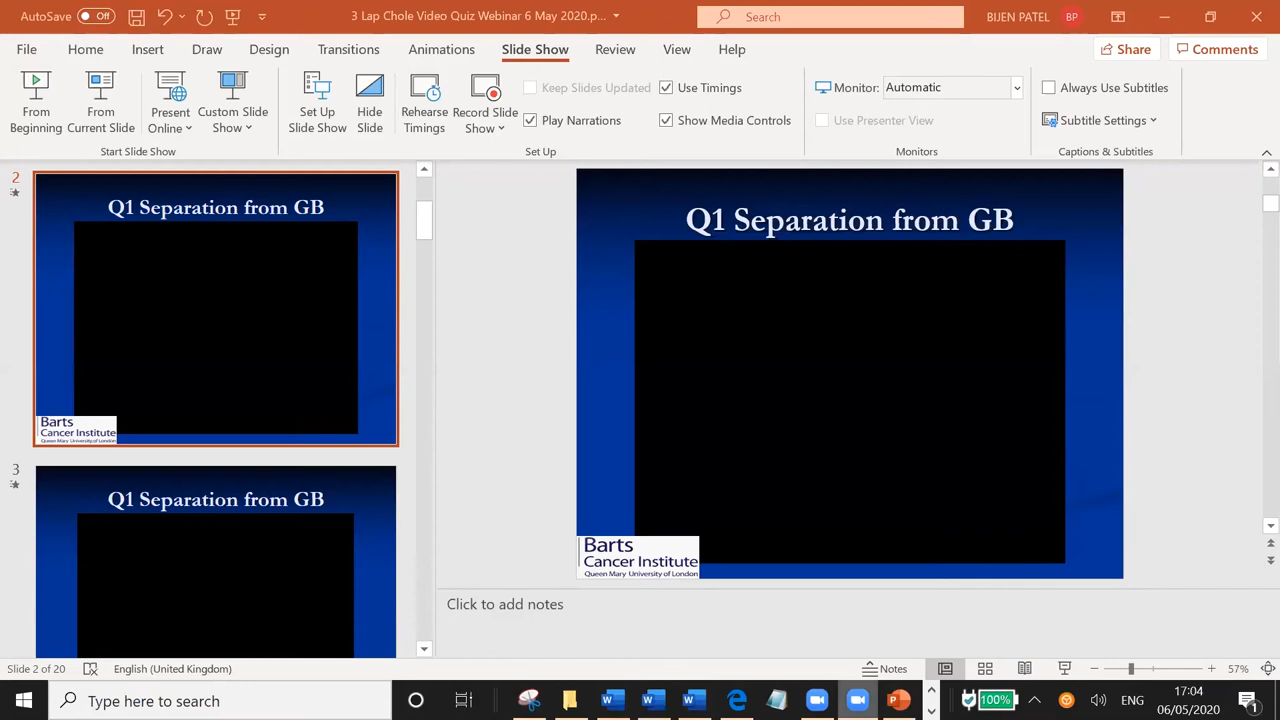 AutoSave Off 3 Lap Chole Video Quiz Webinar 6 May 2020.p... Search BIJEN PATEL BP
File Home Insert Draw Design Transitions Animations Slide Show Review View Help Share Comments
From Beginning
From Current Slide
Present Online
Custom Slide Show
Start Slide Show
Set Up Slide Show
Hide Slide
Rehearse Timings
Record Slide Show
Keep Slides Updated
Play Narrations
Use Timings
Show Media Controls
Set Up
Monitor: Automatic
Use Presenter View
Monitors
Always Use Subtitles
Subtitle Settings
Captions & Subtitles
2
Q1 Separation from GB
Barts
Cancer Institute
Queen Mary University of London
3
Q1 Separation from GB
Q1 Separation from GB
Barts
Cancer Institute
Queen Mary University of London
Click to add notes
Slide 2 of 20 English (United Kingdom) Notes 57%
Type here to search 100% ENG 17:04
06/05/2020 1